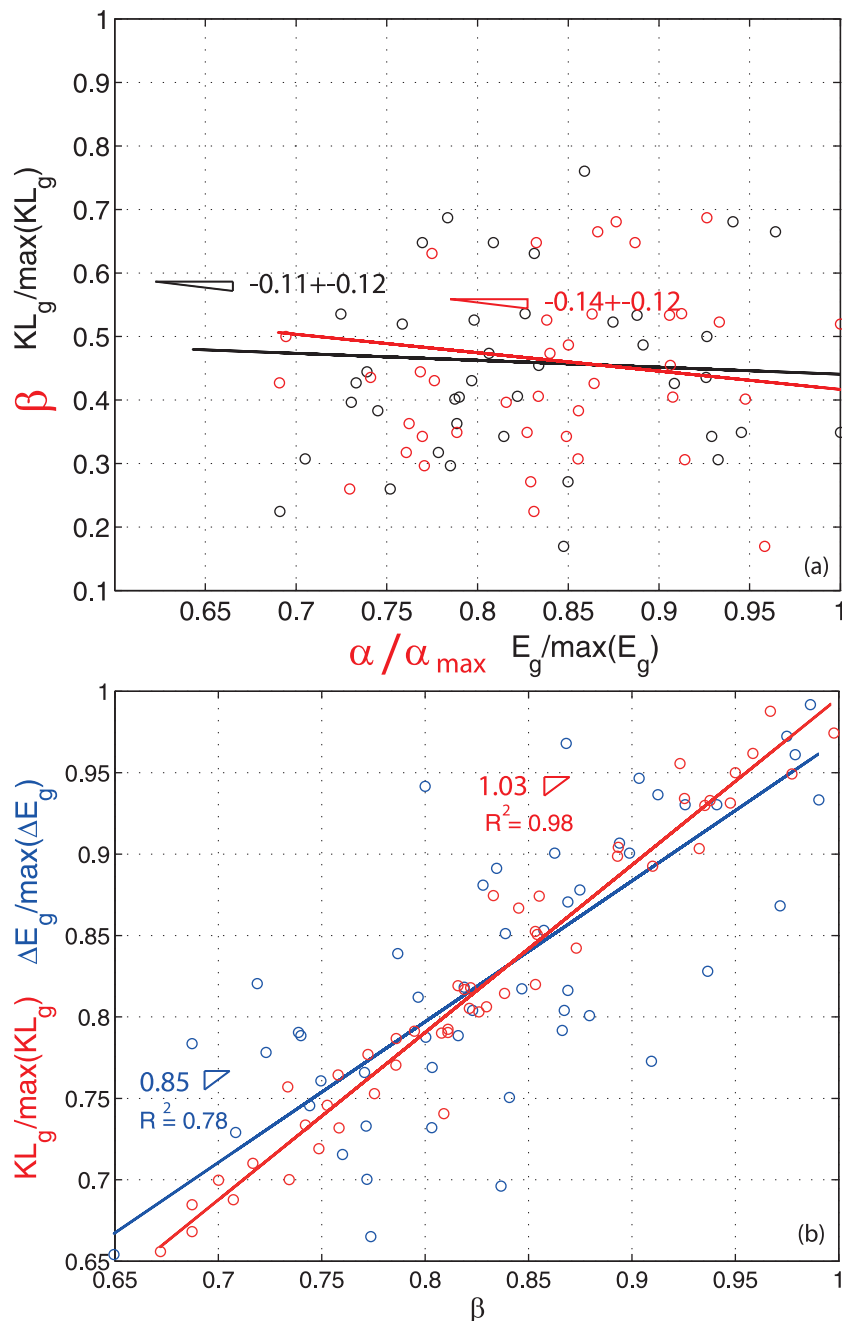 1
0.9
0.8
0.7
0.6
0.5
0.4
0.3
0.2
0.1
β KL_g/max(KL_g)
-0.11+-0.12
-0.14+-0.12
(a)
0.65 0.7 0.75 0.8 0.85 0.9 0.95 1
α/α_max E_g/max(E_g)
1
0.95
0.9
0.85
0.8
0.75
0.7
0.65
KL_g/max(KL_g) ΔE_g/max(ΔE_g)
1.03
R² = 0.98
0.85
R² = 0.78
(b)
0.65 0.7 0.75 0.8 0.85 0.9 0.95 1
β